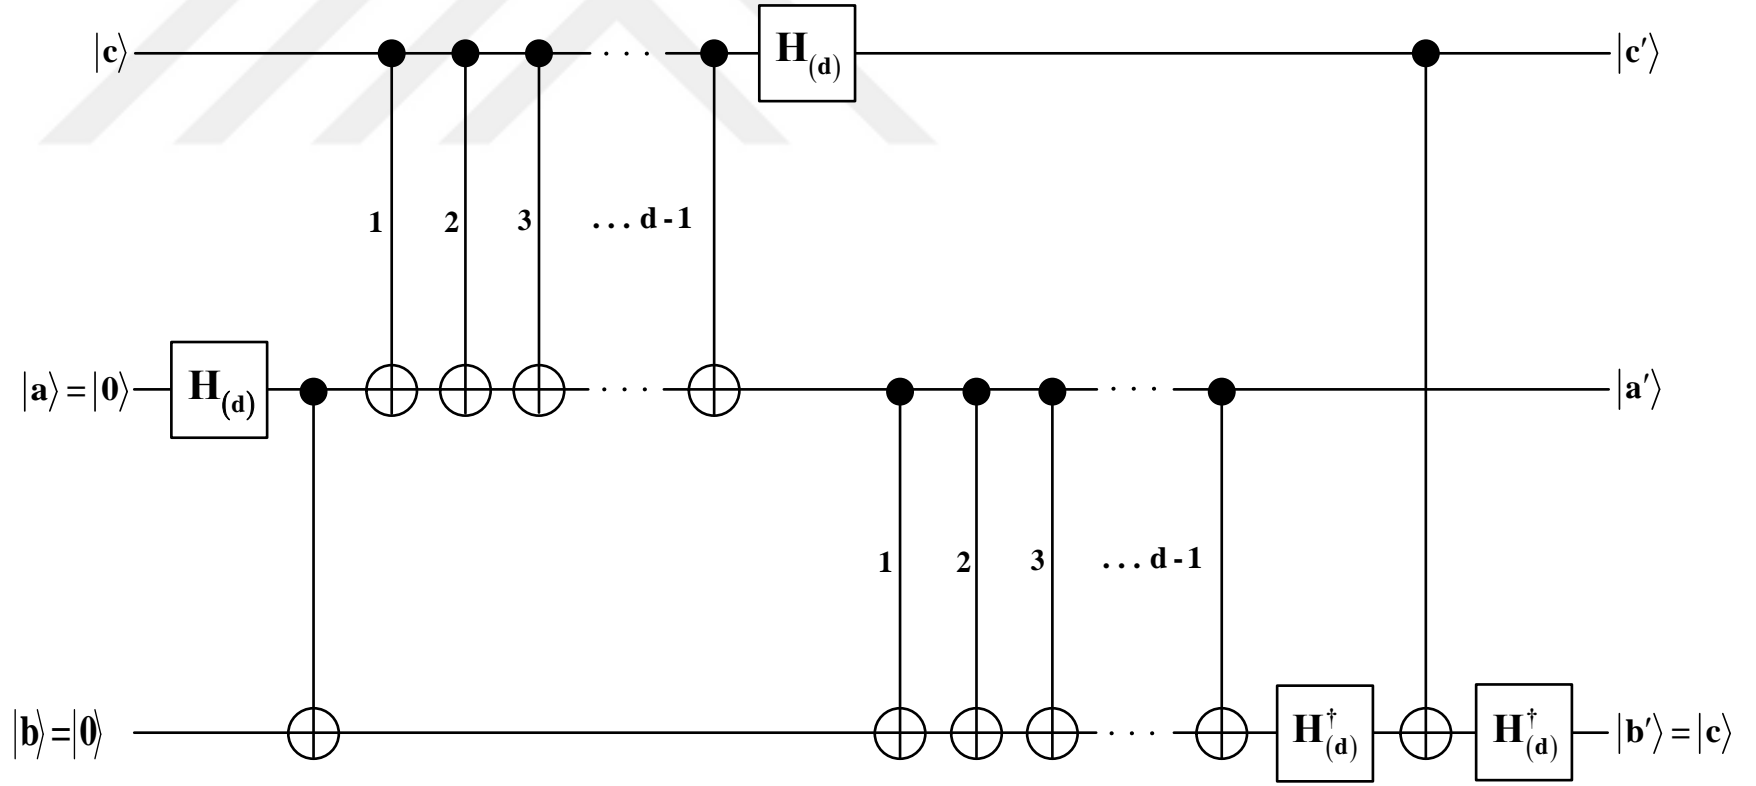 |c⟩ · · · H(d) |c′⟩
1 2 3 ... d - 1
|a⟩ = |0⟩ H(d) · · · · · · |a′⟩
1 2 3 ... d - 1
|b⟩ = |0⟩ · · · H†(d) H†(d) |b′⟩ = |c⟩